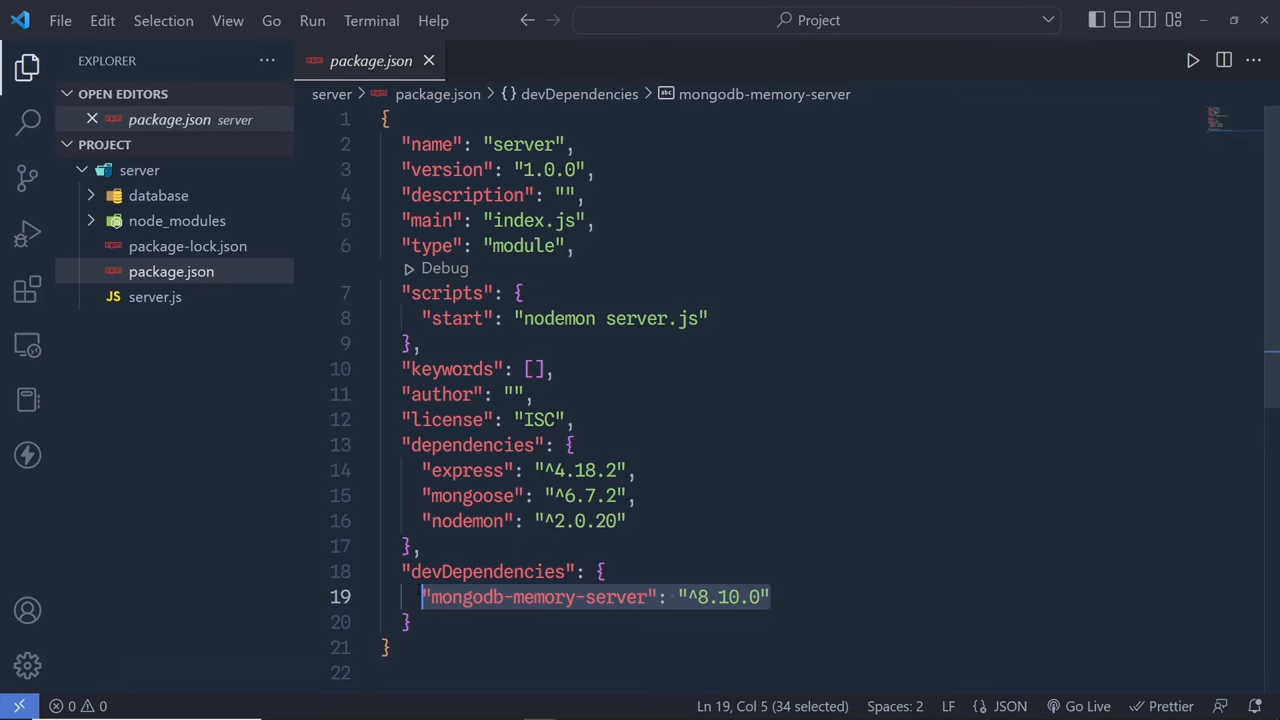 File Edit Selection View Go Run Terminal Help Project
EXPLORER
package.json
OPEN EDITORS
package.json server
PROJECT
server
database
node_modules
package-lock.json
package.json
JS server.js
server > package.json > {} devDependencies > abc mongodb-memory-server
1 {
2 "name": "server",
3 "version": "1.0.0",
4 "description": "",
5 "main": "index.js",
6 "type": "module",
Debug
7 "scripts": {
8 "start": "nodemon server.js"
9 },
10 "keywords": [],
11 "author": "",
12 "license": "ISC",
13 "dependencies": {
14 "express": "^4.18.2",
15 "mongoose": "^6.7.2",
16 "nodemon": "^2.0.20"
17 },
18 "devDependencies": {
19 "mongodb-memory-server": "^8.10.0"
20 }
21 }
22
0 0 Ln 19, Col 5 (34 selected) Spaces: 2 LF {} JSON Go Live Prettier